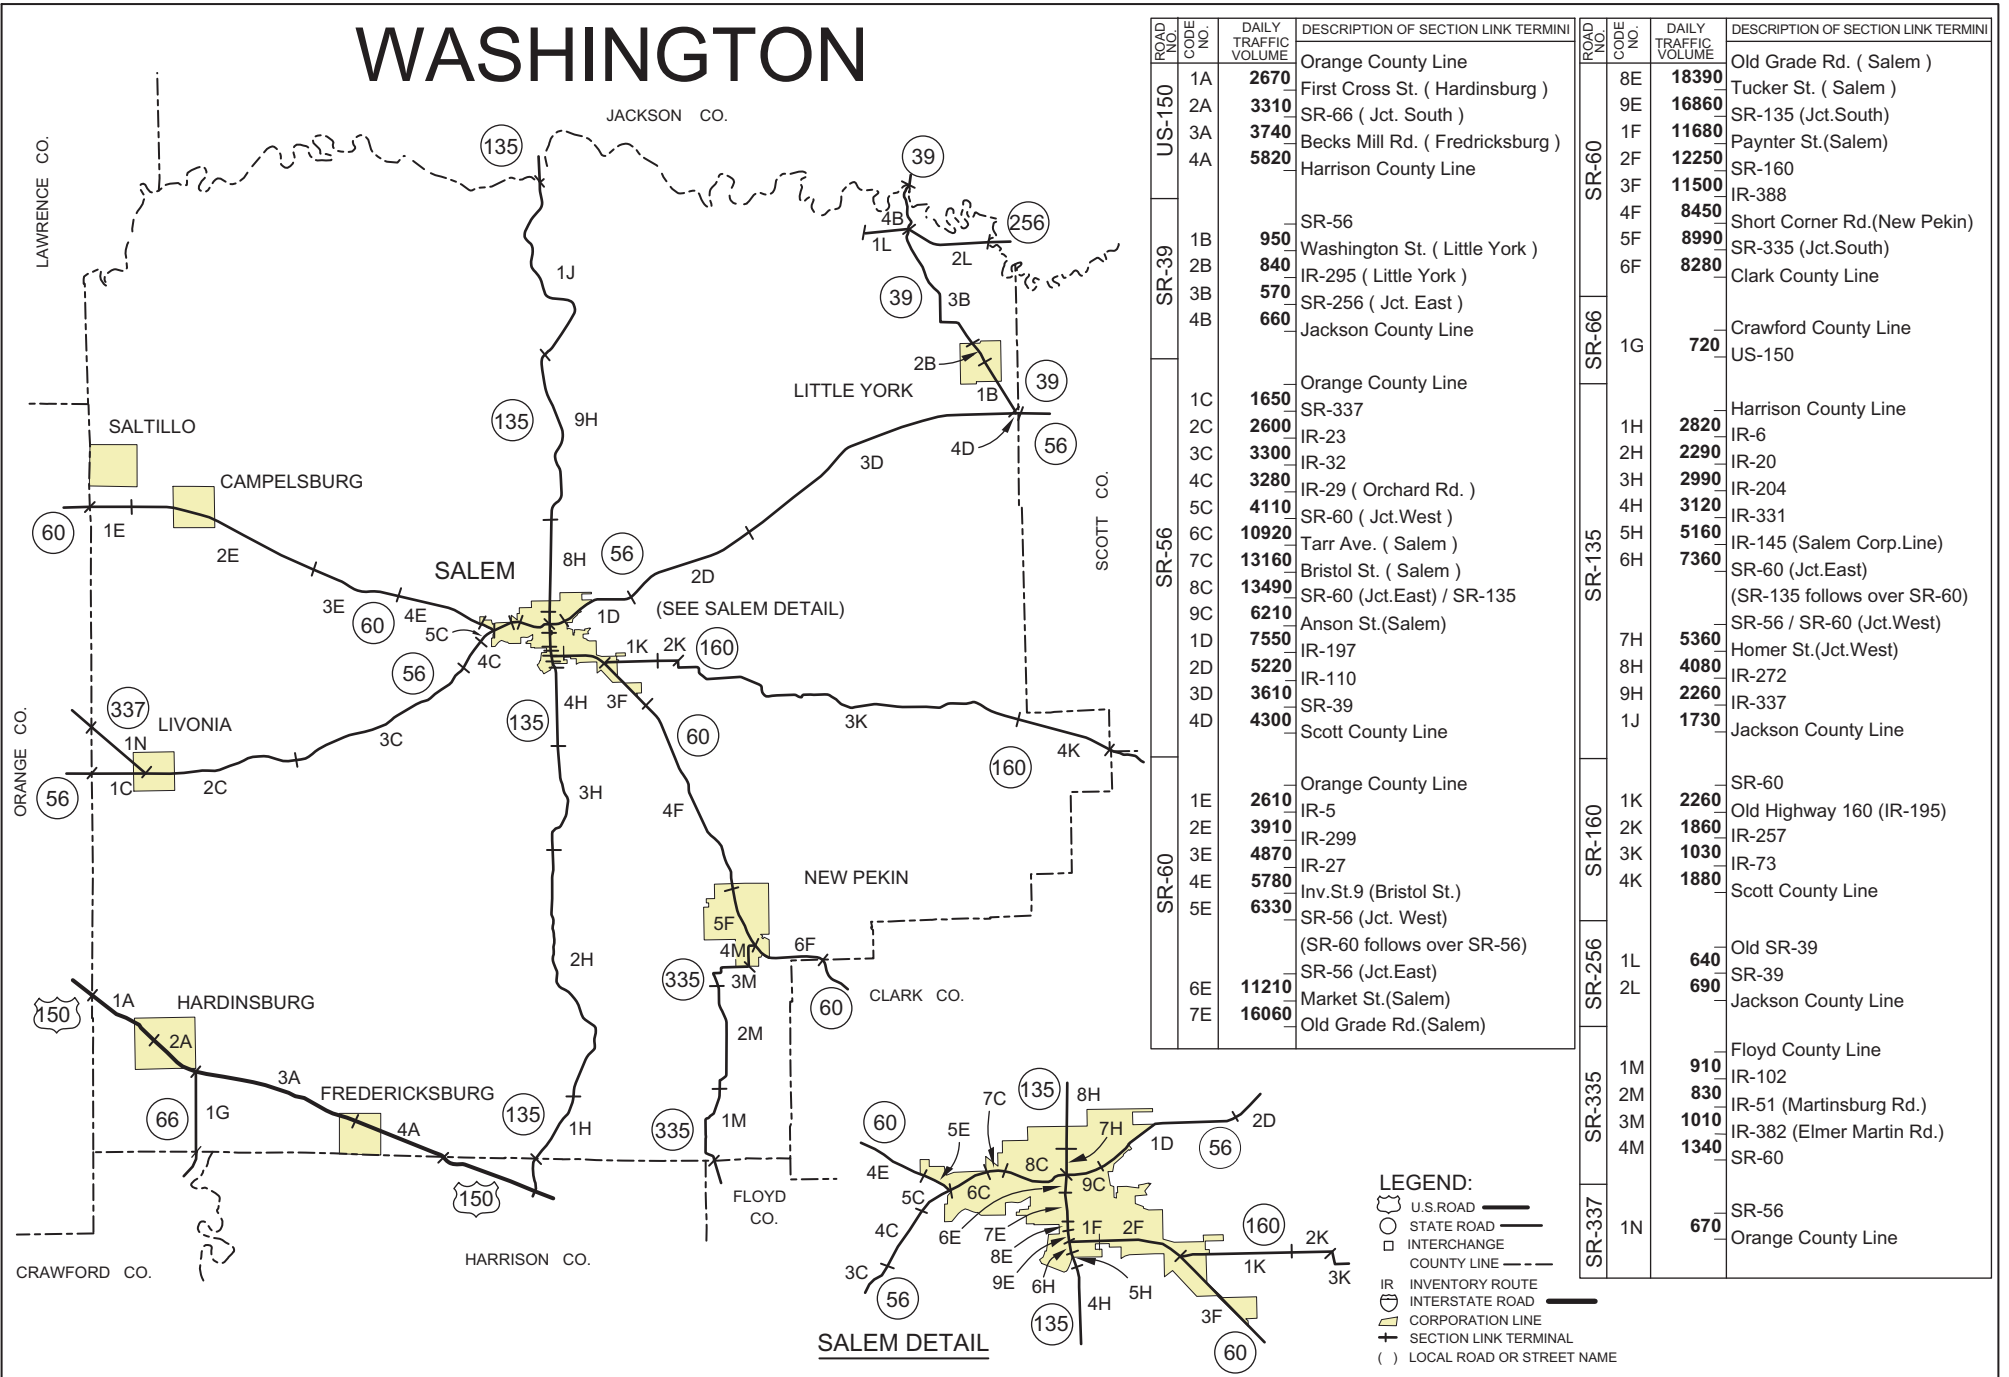 WASHINGTON
JACKSON CO.
LAWRENCE CO.
135
39
4B
1L
256
2L
1J
39
3B
2B
LITTLE YORK
1B
39
4D
56
SALTILLO
135
9H
3D
CAMPELSBURG
SCOTT CO.
60
1E
2E
SALEM
8H
56
2D
3E
60
4E
5C
1D
(SEE SALEM DETAIL)
56
4C
1K
2K
160
337
LIVONIA
1N
ORANGE CO.
135
4H
3F
60
3K
3C
160
4K
56
1C
2C
3H
4F
NEW PEKIN
5F
4M
6F
2H
335
3M
CLARK CO.
60
150
1A
HARDINSBURG
2A
2M
3A
FREDERICKSBURG
66
1G
4A
135
1H
335
1M
150
FLOYD
CO.
HARRISON CO.
CRAWFORD CO.
135
8H
7C
60
5E
7H
1D
2D
56
4E
8C
9C
5C
6C
4C
6E
7E
8E
9E
1F
2F
160
2K
1K
3K
3C
56
6H
5H
4H
3F
135
60
SALEM DETAIL
LEGEND:
U.S.ROAD
STATE ROAD
INTERCHANGE
COUNTY LINE
IR INVENTORY ROUTE
INTERSTATE ROAD
CORPORATION LINE
SECTION LINK TERMINAL
( ) LOCAL ROAD OR STREET NAME
ROAD NO.
CODE NO.
DAILY TRAFFIC VOLUME
DESCRIPTION OF SECTION LINK TERMINI
US-150
Orange County Line
1A 2670
First Cross St. ( Hardinsburg )
2A 3310
SR-66 ( Jct. South )
3A 3740
Becks Mill Rd. ( Fredricksburg )
4A 5820
Harrison County Line
SR-39
SR-56
1B 950
Washington St. ( Little York )
2B 840
IR-295 ( Little York )
3B 570
SR-256 ( Jct. East )
4B 660
Jackson County Line
SR-56
Orange County Line
1C 1650
SR-337
2C 2600
IR-23
3C 3300
IR-32
4C 3280
IR-29 ( Orchard Rd. )
5C 4110
SR-60 ( Jct.West )
6C 10920
Tarr Ave. ( Salem )
7C 13160
Bristol St. ( Salem )
8C 13490
SR-60 (Jct.East) / SR-135
9C 6210
Anson St.(Salem)
1D 7550
IR-197
2D 5220
IR-110
3D 3610
SR-39
4D 4300
Scott County Line
SR-60
Orange County Line
1E 2610
IR-5
2E 3910
IR-299
3E 4870
IR-27
4E 5780
Inv.St.9 (Bristol St.)
5E 6330
SR-56 (Jct. West)
(SR-60 follows over SR-56)
SR-56 (Jct.East)
6E 11210
Market St.(Salem)
7E 16060
Old Grade Rd.(Salem)
ROAD NO.
CODE NO.
DAILY TRAFFIC VOLUME
DESCRIPTION OF SECTION LINK TERMINI
SR-60
Old Grade Rd. ( Salem )
8E 18390
Tucker St. ( Salem )
9E 16860
SR-135 (Jct.South)
1F 11680
Paynter St.(Salem)
2F 12250
SR-160
3F 11500
IR-388
4F 8450
Short Corner Rd.(New Pekin)
5F 8990
SR-335 (Jct.South)
6F 8280
Clark County Line
SR-66
Crawford County Line
1G 720
US-150
SR-135
Harrison County Line
1H 2820
IR-6
2H 2290
IR-20
3H 2990
IR-204
4H 3120
IR-331
5H 5160
IR-145 (Salem Corp.Line)
6H 7360
SR-60 (Jct.East)
(SR-135 follows over SR-60)
SR-56 / SR-60 (Jct.West)
7H 5360
Homer St.(Jct.West)
8H 4080
IR-272
9H 2260
IR-337
1J 1730
Jackson County Line
SR-160
SR-60
1K 2260
Old Highway 160 (IR-195)
2K 1860
IR-257
3K 1030
IR-73
4K 1880
Scott County Line
SR-256
Old SR-39
1L 640
SR-39
2L 690
Jackson County Line
SR-335
Floyd County Line
1M 910
IR-102
2M 830
IR-51 (Martinsburg Rd.)
3M 1010
IR-382 (Elmer Martin Rd.)
4M 1340
SR-60
SR-337
SR-56
1N 670
Orange County Line